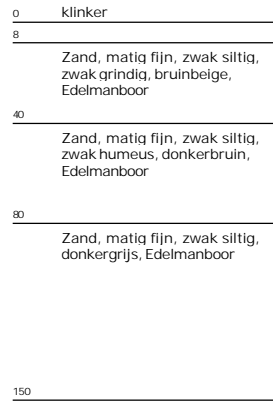 0 klinker
8
Zand, matig fijn, zwak siltig,
zwak grindig, bruinbeige,
Edelmanboor
40
Zand, matig fijn, zwak siltig,
zwak humeus, donkerbruin,
Edelmanboor
80
Zand, matig fijn, zwak siltig,
donkergrijs, Edelmanboor
150